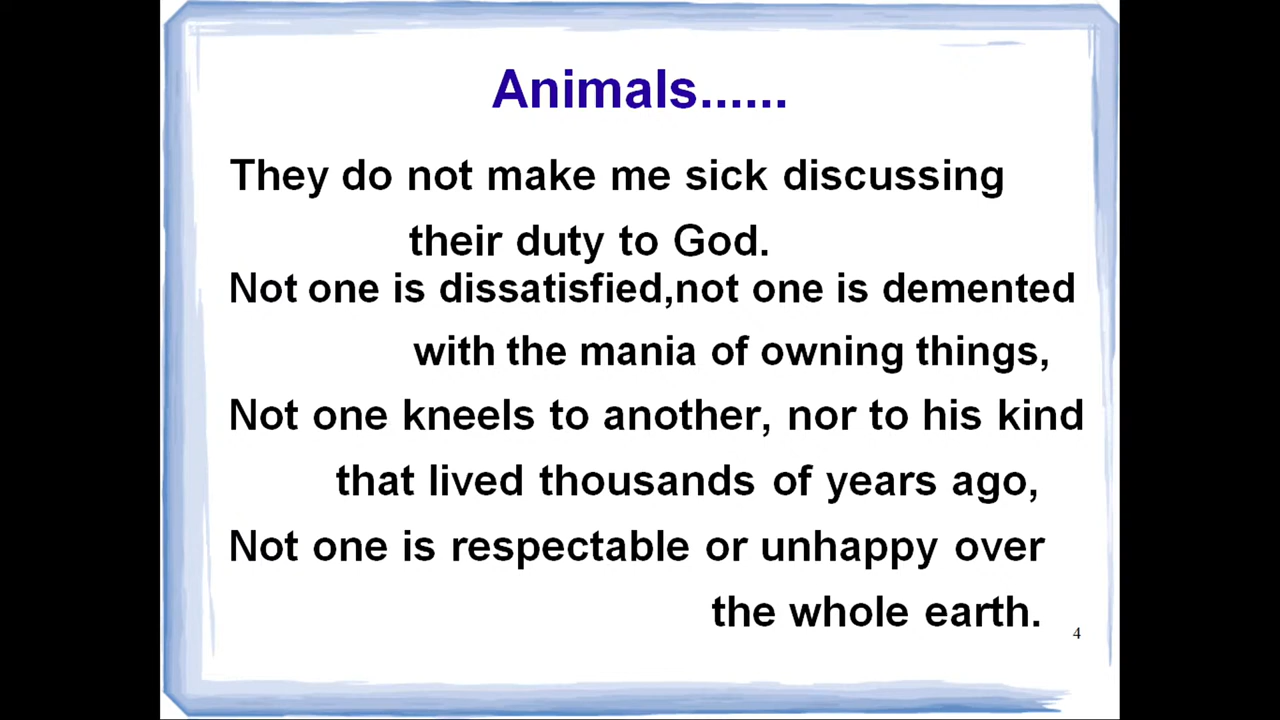 Animals......
They do not make me sick discussing
their duty to God.
Not one is dissatisfied,not one is demented
with the mania of owning things,
Not one kneels to another, nor to his kind
that lived thousands of years ago,
Not one is respectable or unhappy over
the whole earth.
4